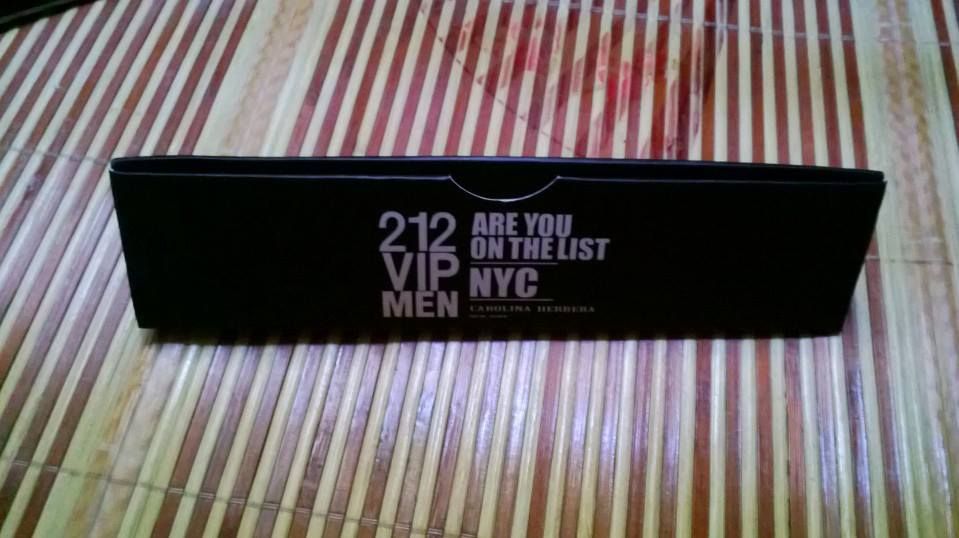 212
VIP
MEN
ARE YOU
ON THE LIST
NYC
CAROLINA HERRERA